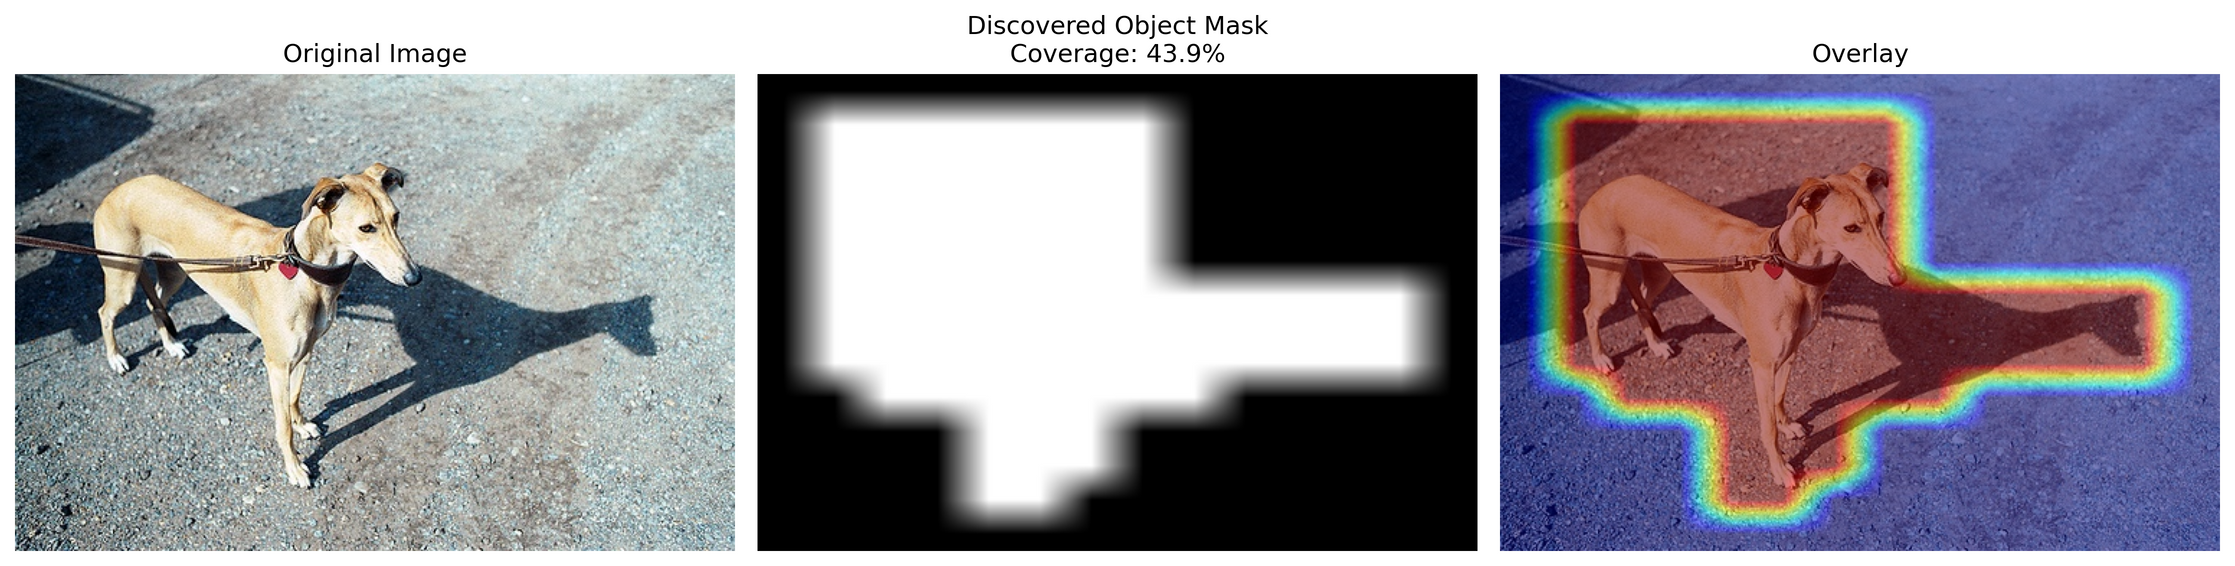 Original Image
Discovered Object Mask
Coverage: 43.9%
Overlay